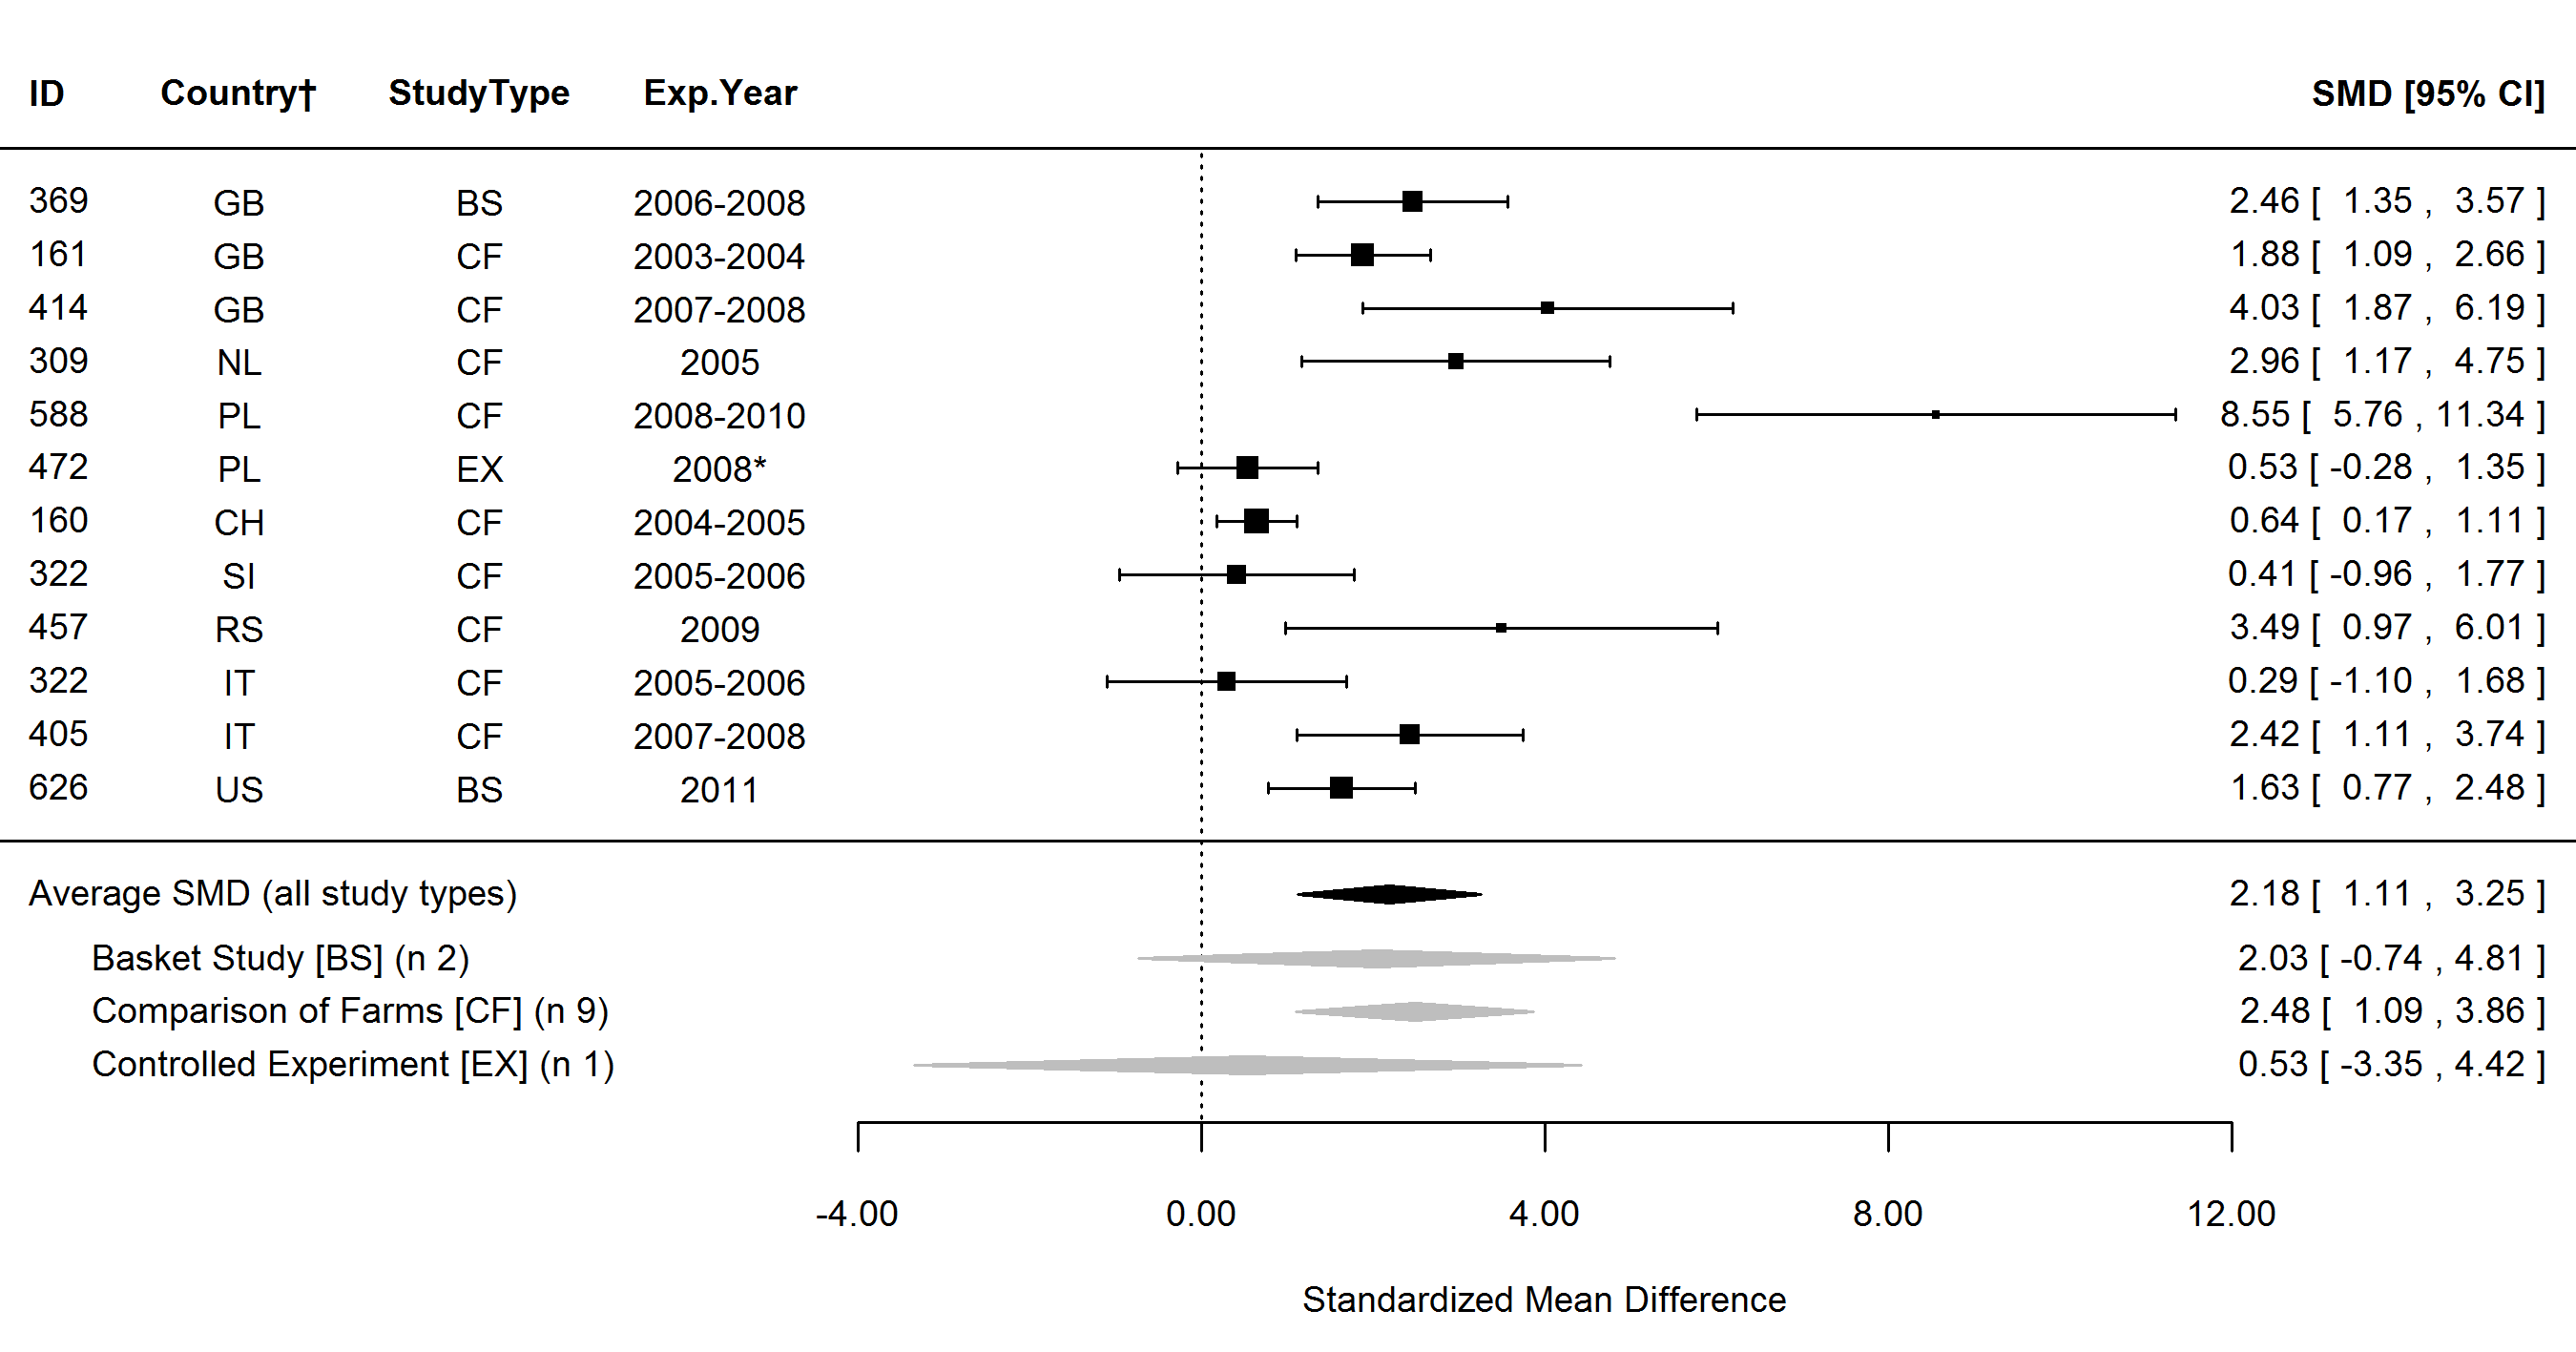 ID Country† StudyType Exp.Year SMD [95% CI]
369 GB BS 2006-2008 2.46 [ 1.35 , 3.57 ]
161 GB CF 2003-2004 1.88 [ 1.09 , 2.66 ]
414 GB CF 2007-2008 4.03 [ 1.87 , 6.19 ]
309 NL CF 2005 2.96 [ 1.17 , 4.75 ]
588 PL CF 2008-2010 8.55 [ 5.76 , 11.34 ]
472 PL EX 2008* 0.53 [ -0.28 , 1.35 ]
160 CH CF 2004-2005 0.64 [ 0.17 , 1.11 ]
322 SI CF 2005-2006 0.41 [ -0.96 , 1.77 ]
457 RS CF 2009 3.49 [ 0.97 , 6.01 ]
322 IT CF 2005-2006 0.29 [ -1.10 , 1.68 ]
405 IT CF 2007-2008 2.42 [ 1.11 , 3.74 ]
626 US BS 2011 1.63 [ 0.77 , 2.48 ]
Average SMD (all study types) 2.18 [ 1.11 , 3.25 ]
Basket Study [BS] (n 2) 2.03 [ -0.74 , 4.81 ]
Comparison of Farms [CF] (n 9) 2.48 [ 1.09 , 3.86 ]
Controlled Experiment [EX] (n 1) 0.53 [ -3.35 , 4.42 ]
-4.00 0.00 4.00 8.00 12.00
Standardized Mean Difference